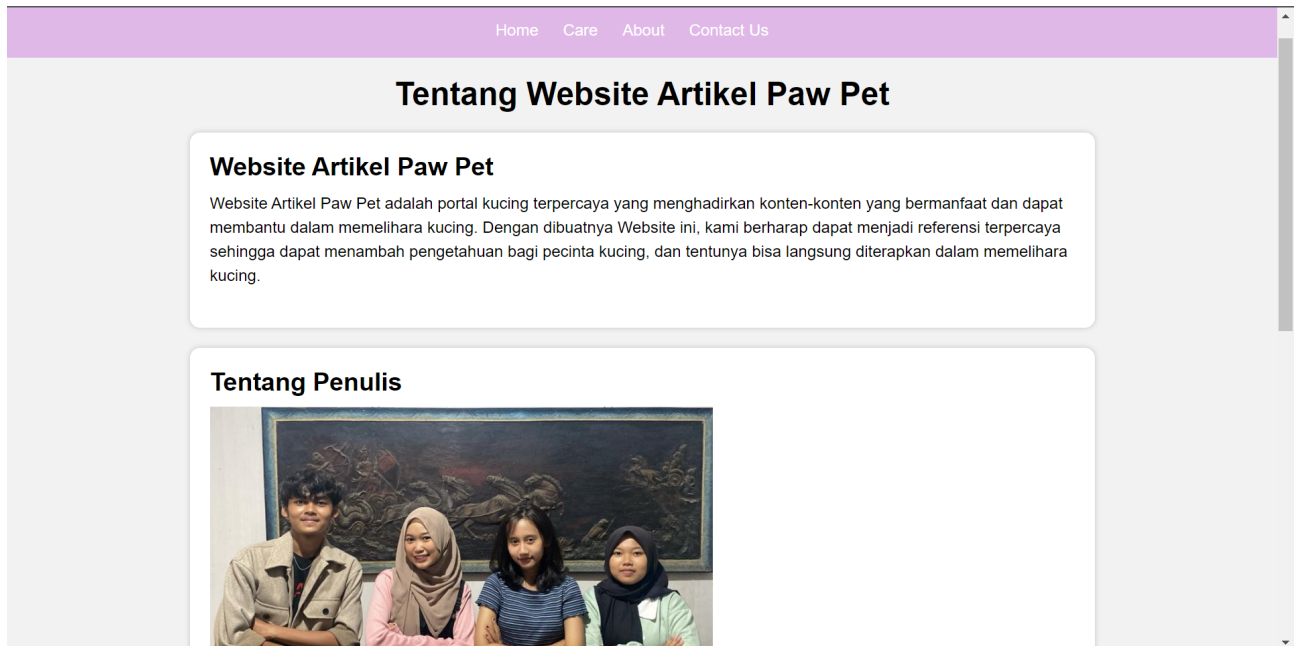 Home Care About Contact Us
Tentang Website Artikel Paw Pet
Website Artikel Paw Pet
Website Artikel Paw Pet adalah portal kucing terpercaya yang menghadirkan konten-konten yang bermanfaat dan dapat
membantu dalam memelihara kucing. Dengan dibuatnya Website ini, kami berharap dapat menjadi referensi terpercaya
sehingga dapat menambah pengetahuan bagi pecinta kucing, dan tentunya bisa langsung diterapkan dalam memelihara
kucing.
Tentang Penulis